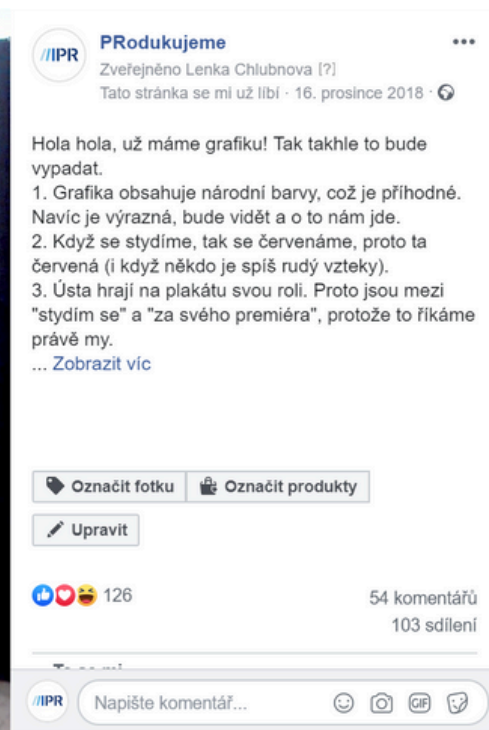 //IPR
PRodukujeme
Zveřejněno Lenka Chlubnova [?]
Tato stránka se mi už líbí · 16. prosince 2018 ·
Hola hola, už máme grafiku! Tak takhle to bude
vypadat.
1. Grafika obsahuje národní barvy, což je příhodné.
Navíc je výrazná, bude vidět a o to nám jde.
2. Když se stydíme, tak se červenáme, proto ta
červená (i když někdo je spíš rudý vzteky).
3. Ústa hrají na plakátu svou roli. Proto jsou mezi
"stydím se" a "za svého premiéra", protože to říkáme
právě my.
... Zobrazit víc
Označit fotku Označit produkty
Upravit
126 54 komentářů
103 sdílení
//IPR Napište komentář... GIF